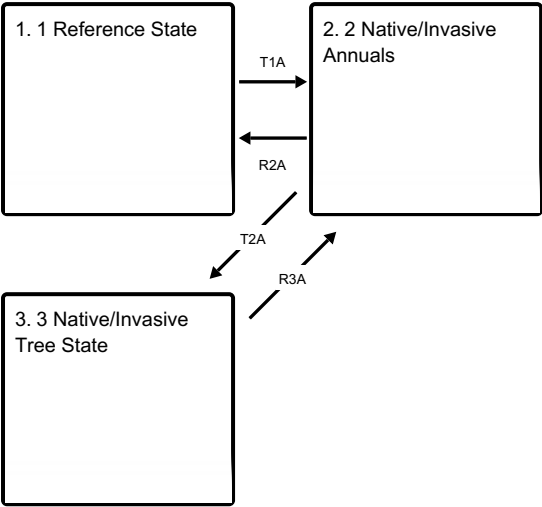 1. 1 Reference State
2. 2 Native/Invasive
Annuals
T1A
R2A
T2A
R3A
3. 3 Native/Invasive
Tree State